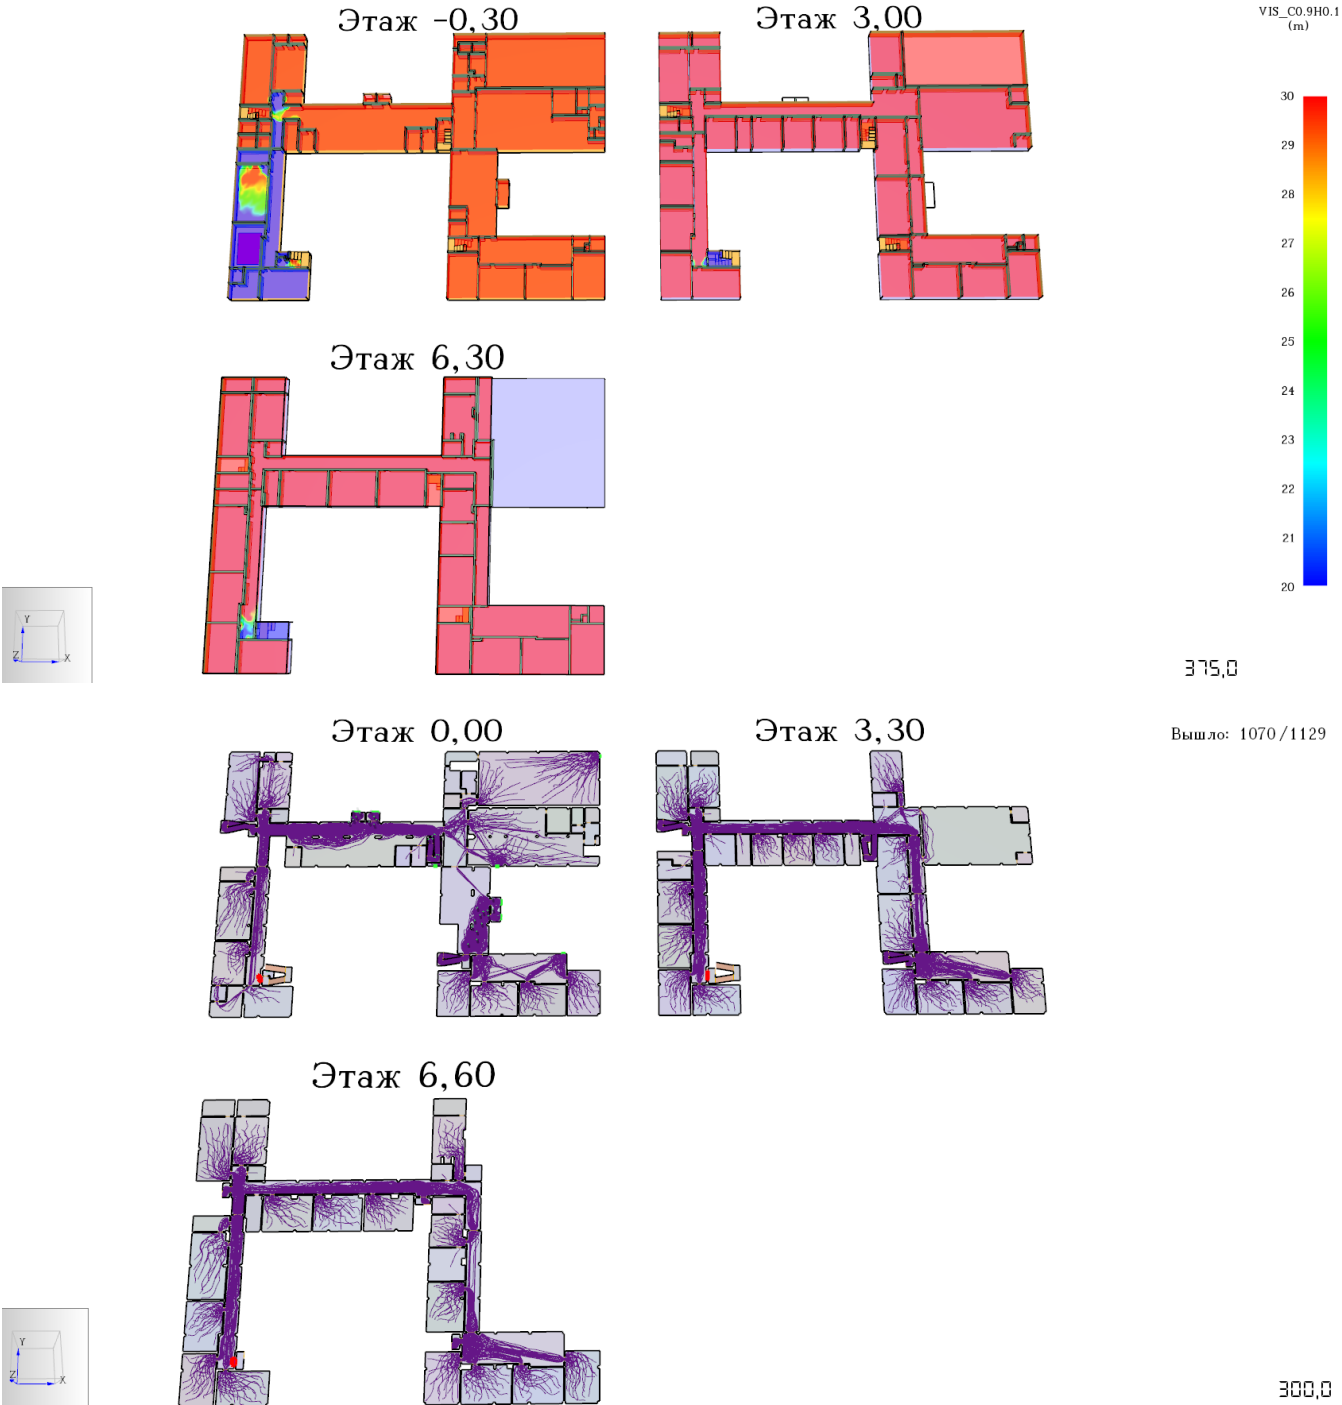 Этаж -0,30
Этаж 3,00
VIS_C0.9H0.1
(m)
30
29
28
27
26
25
24
23
22
21
20
Этаж 6,30
Y
Z
X
375,0
Этаж 0,00
Этаж 3,30
Вышло: 1070/1129
Этаж 6,60
Y
Z
X
300,0